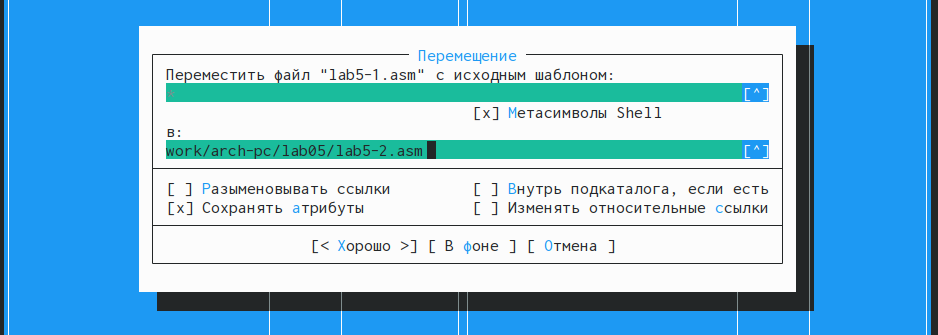 Перемещение
Переместить файл "lab5-1.asm" с исходным шаблоном:
* [^]
[x] Метасимволы Shell
в:
work/arch-pc/lab05/lab5-2.asm [^]
[ ] Разыменовывать ссылки [ ] Внутрь подкаталога, если есть
[x] Сохранять атрибуты [ ] Изменять относительные ссылки
[< Хорошо >] [ В фоне ] [ Отмена ]